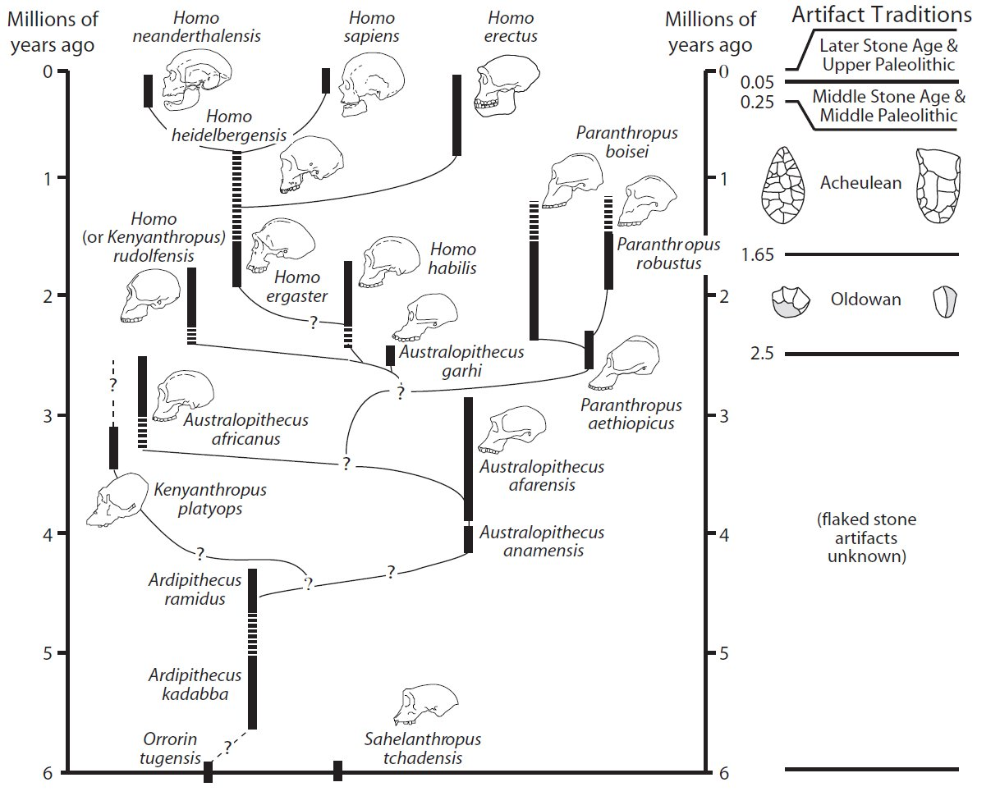 Millions of
years ago
Homo
neanderthalensis
Homo
sapiens
Homo
erectus
Millions of
years ago
Artifact Traditions
Later Stone Age &
Upper Paleolithic
0
0
0.05
0.25
Middle Stone Age &
Middle Paleolithic
Homo
heidelbergensis
Paranthropus
boisei
1
1
Acheulean
Homo
(or Kenyanthropus)
rudolfensis
Homo
ergaster
Homo
habilis
Paranthropus
robustus
1.65
2
2
?
Oldowan
Australopithecus
garhi
2.5
?
?
Australopithecus
africanus
Paranthropus
aethiopicus
3
3
?
Australopithecus
afarensis
Kenyanthropus
platyops
(flaked stone
artifacts
unknown)
4
4
Australopithecus
anamensis
?
?
?
Ardipithecus
ramidus
5
5
Ardipithecus
kadabba
Orrorin
tugensis
?
Sahelanthropus
tchadensis
6
6